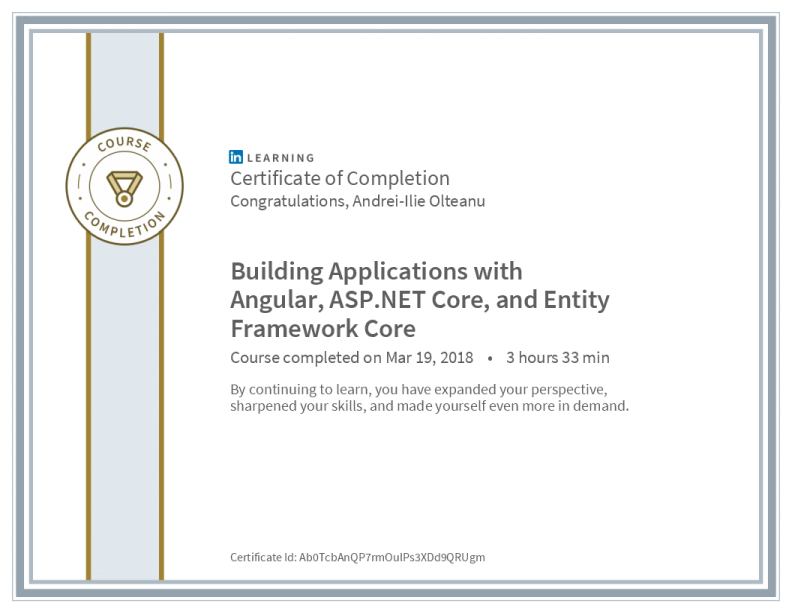 COURSE
COMPLETION
in LEARNING
Certificate of Completion
Congratulations, Andrei-Ilie Olteanu
Building Applications with
Angular, ASP.NET Core, and Entity
Framework Core
Course completed on Mar 19, 2018 • 3 hours 33 min
By continuing to learn, you have expanded your perspective,
sharpened your skills, and made yourself even more in demand.
Certificate Id: Ab0TcbAnQP7rmOulPs3XDd9QRUgm